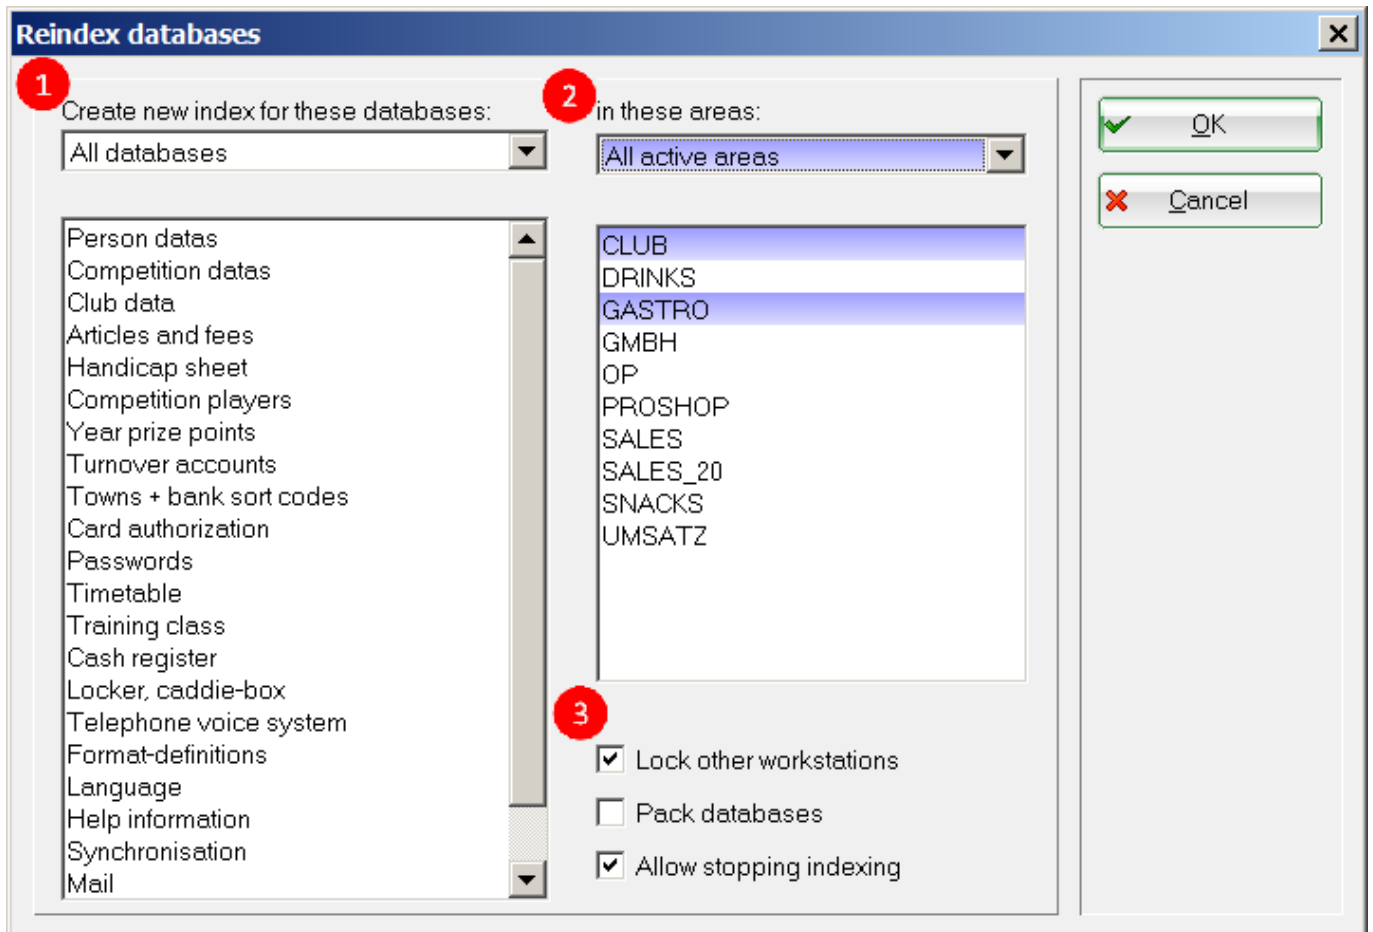 Reindex databases
1
Create new index for these databases:
All databases
Person datas
Competition datas
Club data
Articles and fees
Handicap sheet
Competition players
Year prize points
Turnover accounts
Towns + bank sort codes
Card authorization
Passwords
Timetable
Training class
Cash register
Locker, caddie-box
Telephone voice system
Format-definitions
Language
Help information
Synchronisation
Mail
2
in these areas:
All active areas
CLUB
DRINKS
GASTRO
GMBH
OP
PROSHOP
SALES
SALES_20
SNACKS
UMSATZ
3
Lock other workstations
Pack databases
Allow stopping indexing
OK
Cancel